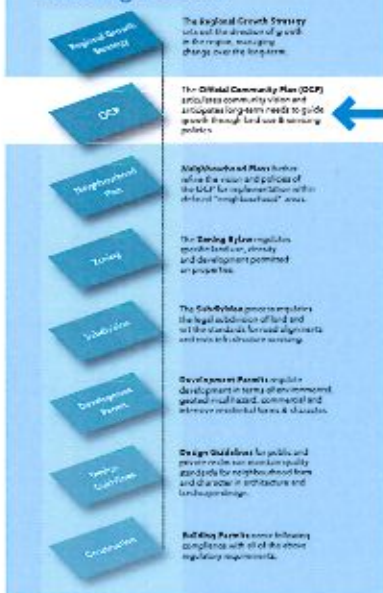 Regional Growth
Strategy
The Regional Growth Strategy
sets out the direction of growth
in the region, managing
change over the long-term.
OCP
The Official Community Plan (OCP)
articulates community vision and
anticipates long-term needs to guide
growth through land use & servicing
policies.
Neighbourhood
Plan
Neighbourhood Plans further
refine the vision and policies of
the OCP for implementation within
defined "neighbourhood" areas.
Zoning
The Zoning Bylaw regulates
specific land use, density
and development permitted
on properties.
Subdivision
The Subdivision process regulates
the legal subdivision of land and
set the standards for road alignments
and infrastructure servicing.
Development
Permit
Development Permits regulate
development in terms of environmental,
geotechnical hazard, commercial and
intensive residential forms & character.
Design
Guidelines
Design Guidelines for public and
private realm maintain quality
standards for neighbourhood form
and character in architecture and
landscape design.
Construction
Building Permits occur following
compliance with all of the above
regulatory requirements.